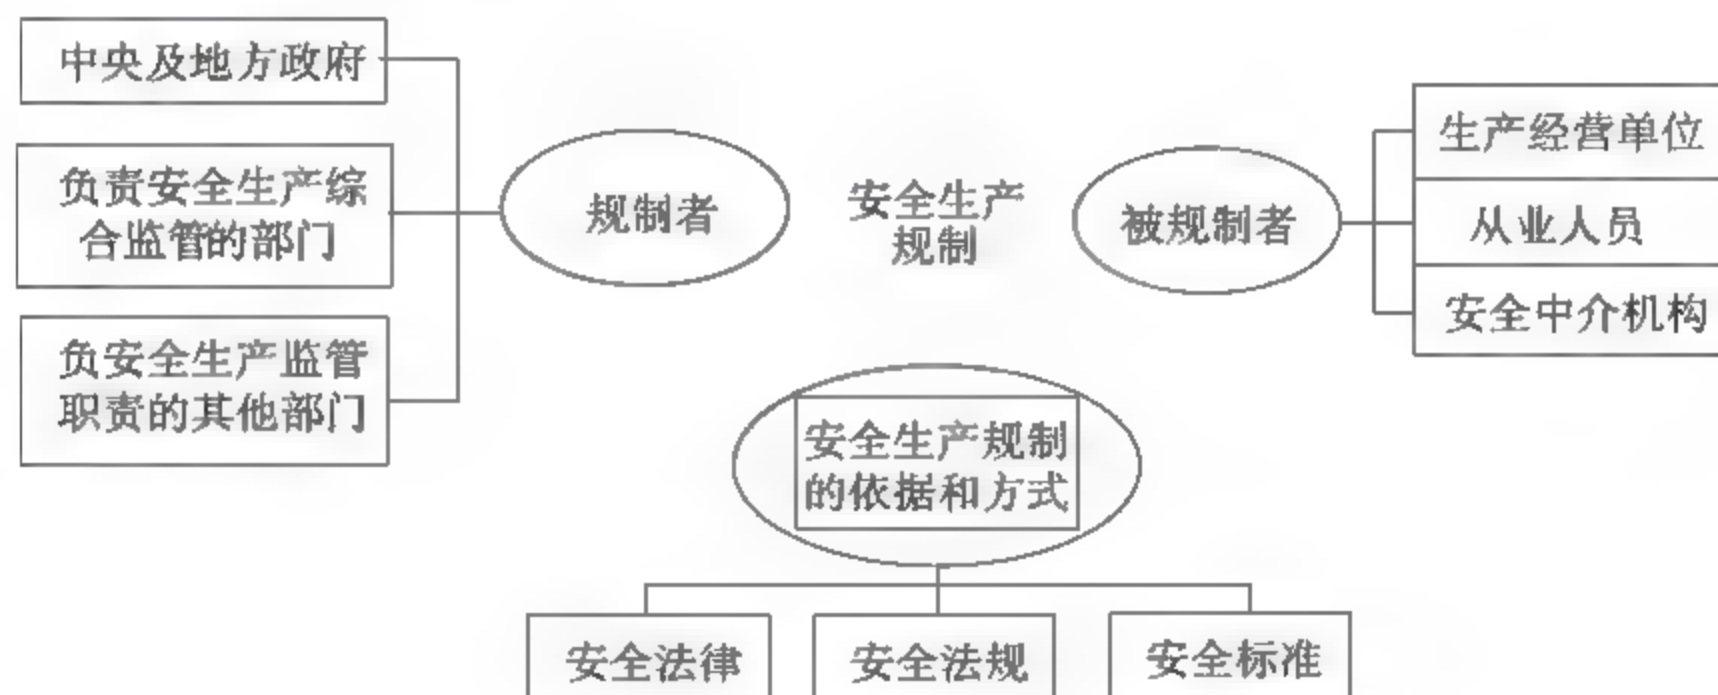 中央及地方政府
负责安全生产综
合监管的部门
负安全生产监管
职责的其他部门
规制者
安全生产
规制
被规制者
生产经营单位
从业人员
安全中介机构
安全生产规制
的依据和方式
安全法律
安全法规
安全标准